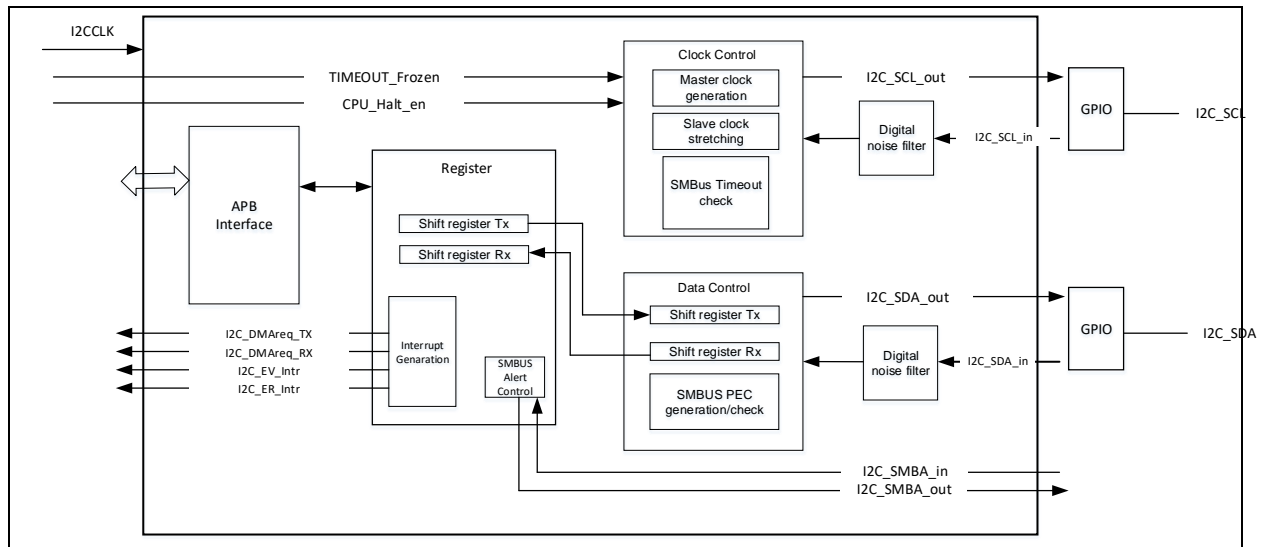 I2CCLK
TIMEOUT_Frozen
CPU_Halt_en
APB
Interface
Register
Shift register Tx
Shift register Rx
Interrupt
Genaration
SMBUS
Alert
Control
I2C_DMAreq_TX
I2C_DMAreq_RX
I2C_EV_Intr
I2C_ER_Intr
Clock Control
Master clock
generation
Slave clock
stretching
SMBus Timeout
check
I2C_SCL_out
Digital
noise filter
I2C_SCL_in
GPIO
I2C_SCL
Data Control
Shift register Tx
Shift register Rx
SMBUS PEC
generation/check
I2C_SDA_out
Digital
noise filter
I2C_SDA_in
GPIO
I2C_SDA
I2C_SMBA_in
I2C_SMBA_out